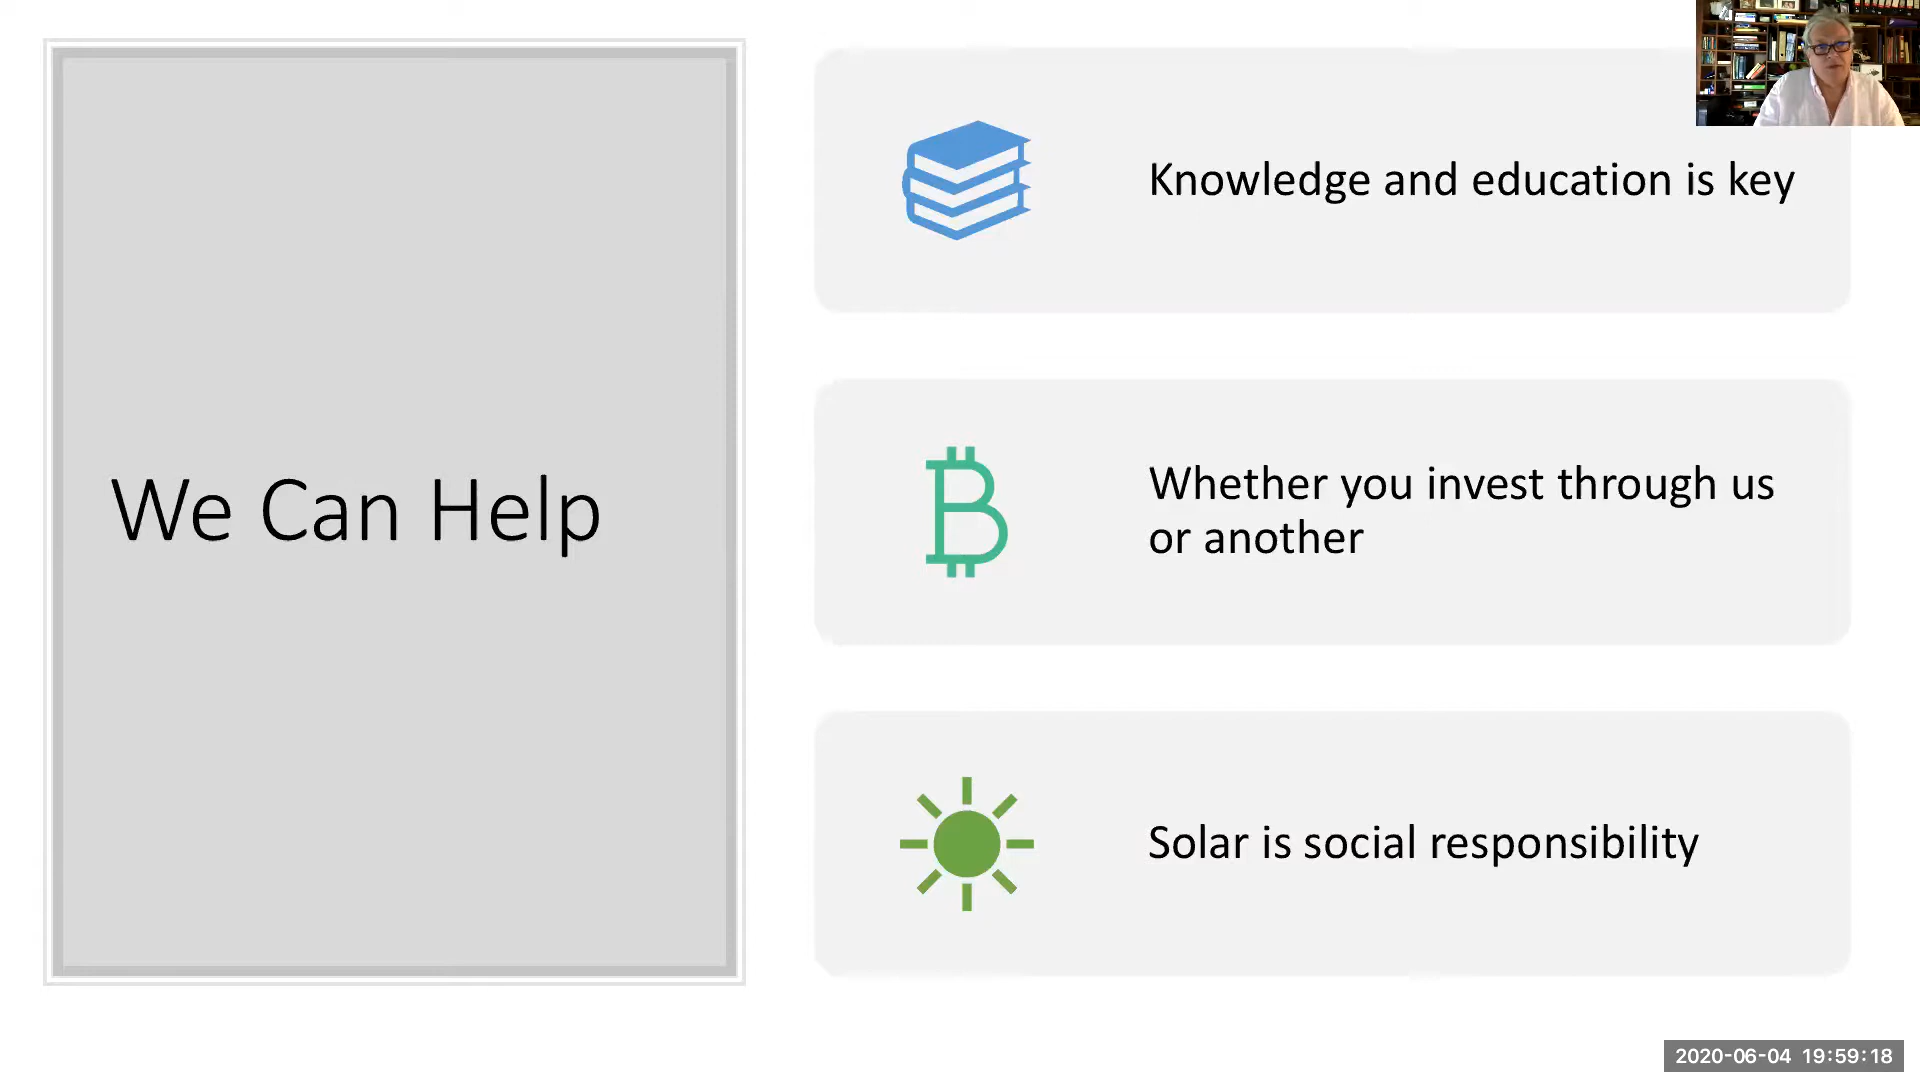 We Can Help
Knowledge and education is key
Whether you invest through us
or another
Solar is social responsibility
2020-06-04 19:59:18